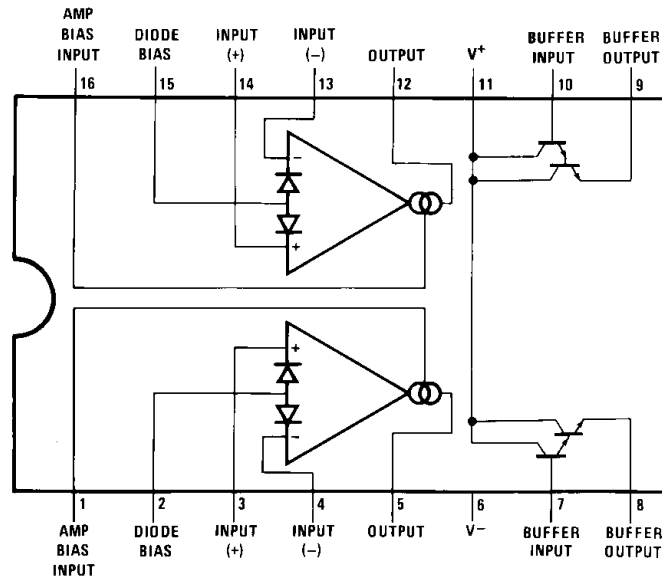 AMP
BIAS
INPUT
DIODE
BIAS
INPUT
(+)
INPUT
(−)
OUTPUT
V+
BUFFER
INPUT
BUFFER
OUTPUT
16 15 14 13 12 11 10 9
−
+
+
−
1 2 3 4 5 6 7 8
AMP
BIAS
INPUT
DIODE
BIAS
INPUT
(+)
INPUT
(−)
OUTPUT
V−
BUFFER
INPUT
BUFFER
OUTPUT